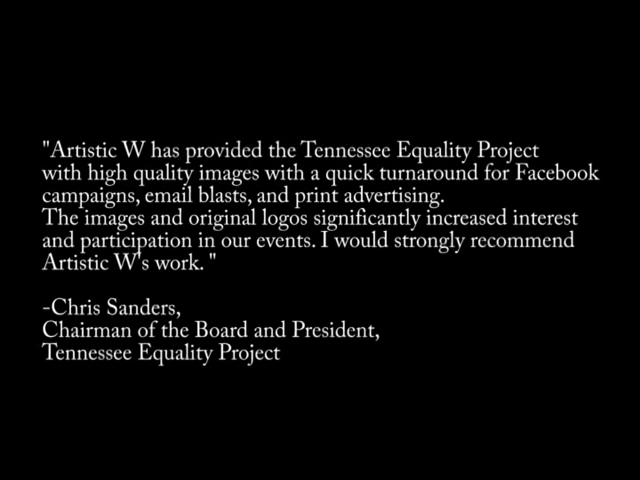 "Artistic W has provided the Tennessee Equality Project
with high quality images with a quick turnaround for Facebook
campaigns, email blasts, and print advertising.
The images and original logos significantly increased interest
and participation in our events. I would strongly recommend
Artistic W's work. "
-Chris Sanders,
Chairman of the Board and President,
Tennessee Equality Project